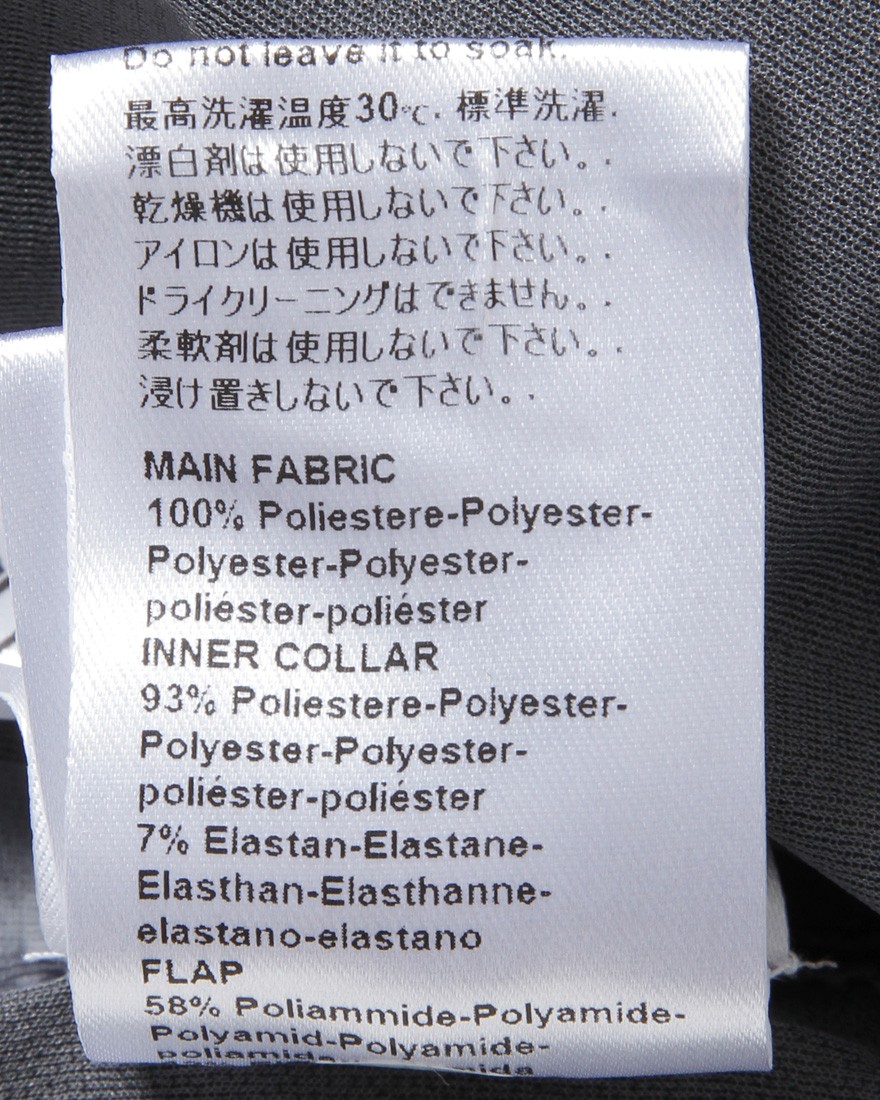 Do not leave it to soak.
最高洗濯温度30℃. 標準洗濯.
漂白剤は使用しないで下さい。.
乾燥機は使用しないで下さい。.
アイロンは使用しないで下さい。.
ドライクリーニングはできません。.
柔軟剤は使用しないで下さい。.
浸け置きしないで下さい。.
MAIN FABRIC
100% Poliestere-Polyester-
Polyester-Polyester-
poliéster-poliéster
INNER COLLAR
93% Poliestere-Polyester-
Polyester-Polyester-
poliéster-poliéster
7% Elastan-Elastane-
Elasthan-Elasthanne-
elastano-elastano
FLAP
58% Poliammide-Polyamide-
Polyamid-Polyamide-